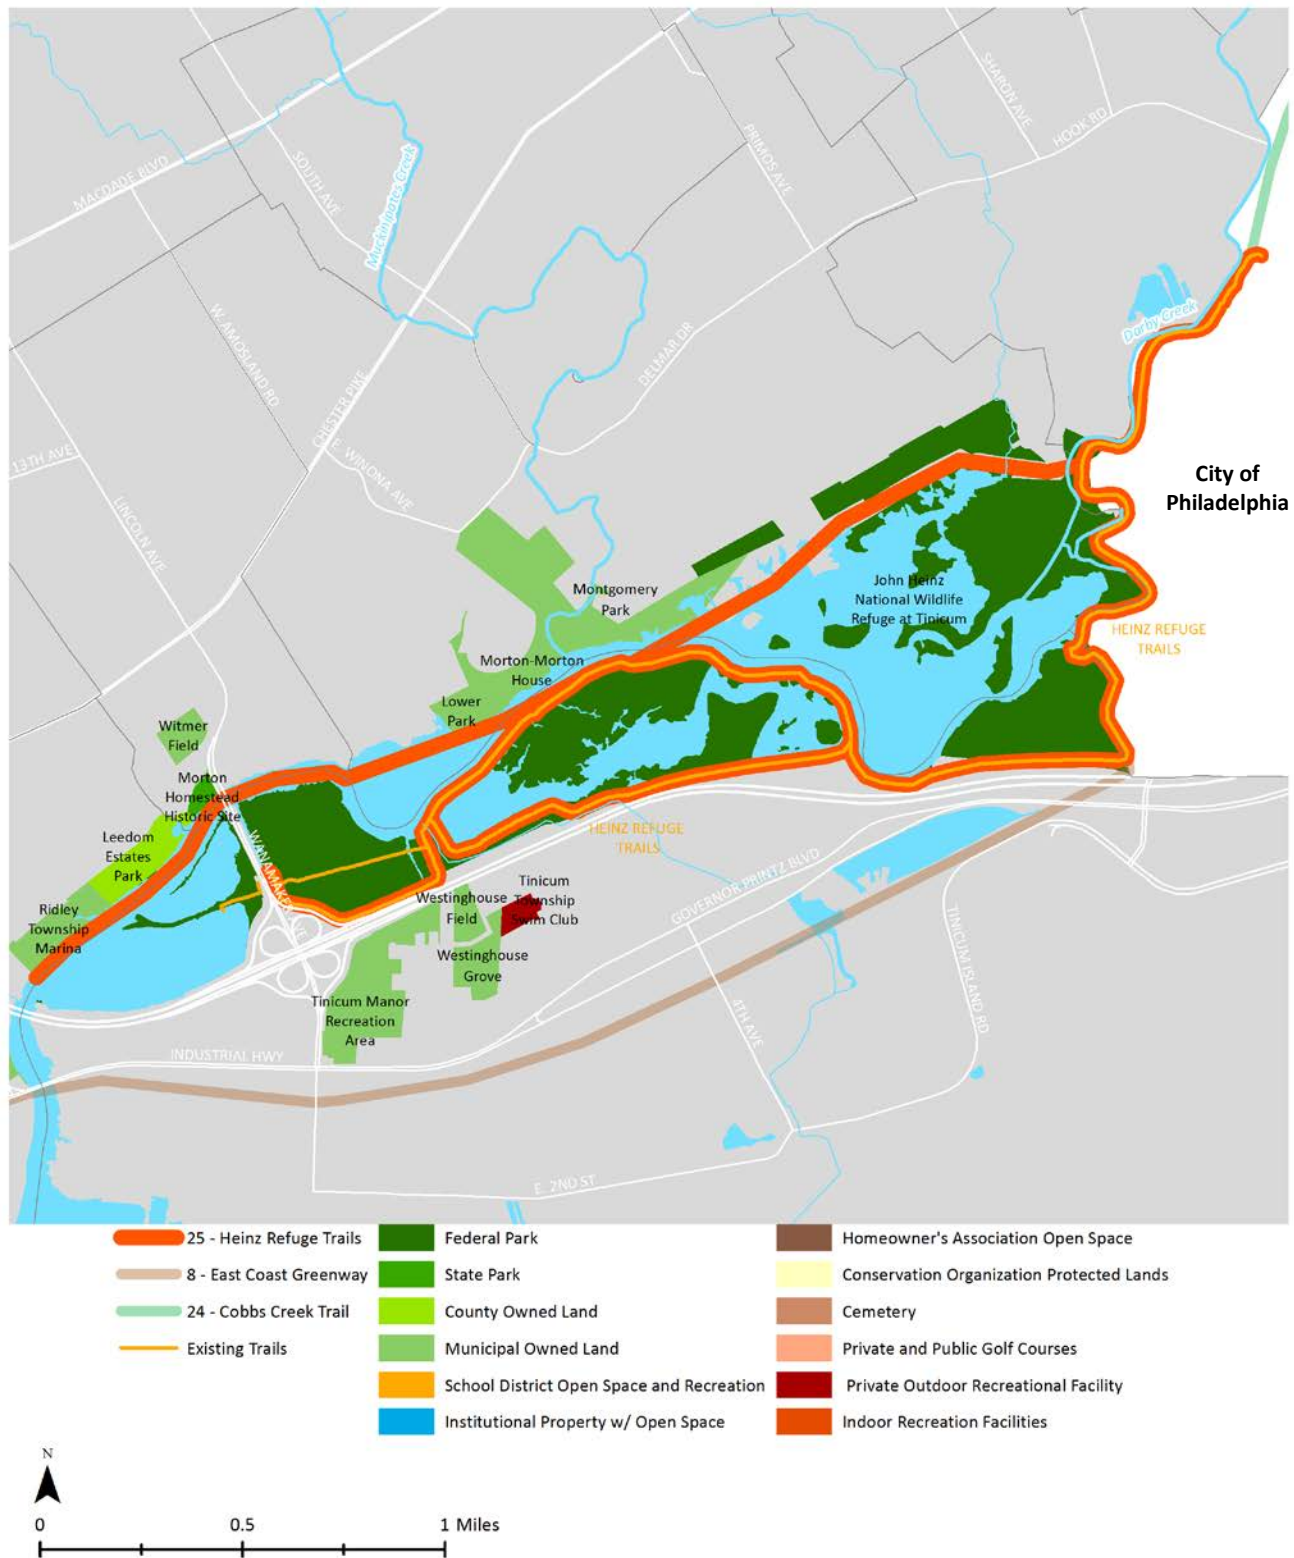 SHARON AVE
HOOK RD
PRIMOS AVE
MACDADE BLVD
SOUTH AVE
Muckinipates Creek
W AMOSLAND RD
CHESTER PIKE
DELMAR DR
Darby Creek
13TH AVE
E WINONA AVE
LINCOLN AVE
City of
Philadelphia
John Heinz
National Wildlife
Refuge at Tinicum
Montgomery
Park
HEINZ REFUGE
TRAILS
Morton-Morton
House
Lower
Park
Witmer
Field
Morton
Homestead
Historic Site
Leedom
Estates
Park
HEINZ REFUGE
TRAILS
Ridley
Township
Marina
Westinghouse
Field
Tinicum
Township
Swim Club
GOVERNOR PRINTZ BLVD
Westinghouse
Grove
TINICUM ISLAND RD
Tinicum Manor
Recreation
Area
4TH AVE
INDUSTRIAL HWY
E. 2ND ST
25 - Heinz Refuge Trails
8 - East Coast Greenway
24 - Cobbs Creek Trail
Existing Trails
Federal Park
State Park
County Owned Land
Municipal Owned Land
School District Open Space and Recreation
Institutional Property w/ Open Space
Homeowner's Association Open Space
Conservation Organization Protected Lands
Cemetery
Private and Public Golf Courses
Private Outdoor Recreational Facility
Indoor Recreation Facilities
N
0 0.5 1 Miles